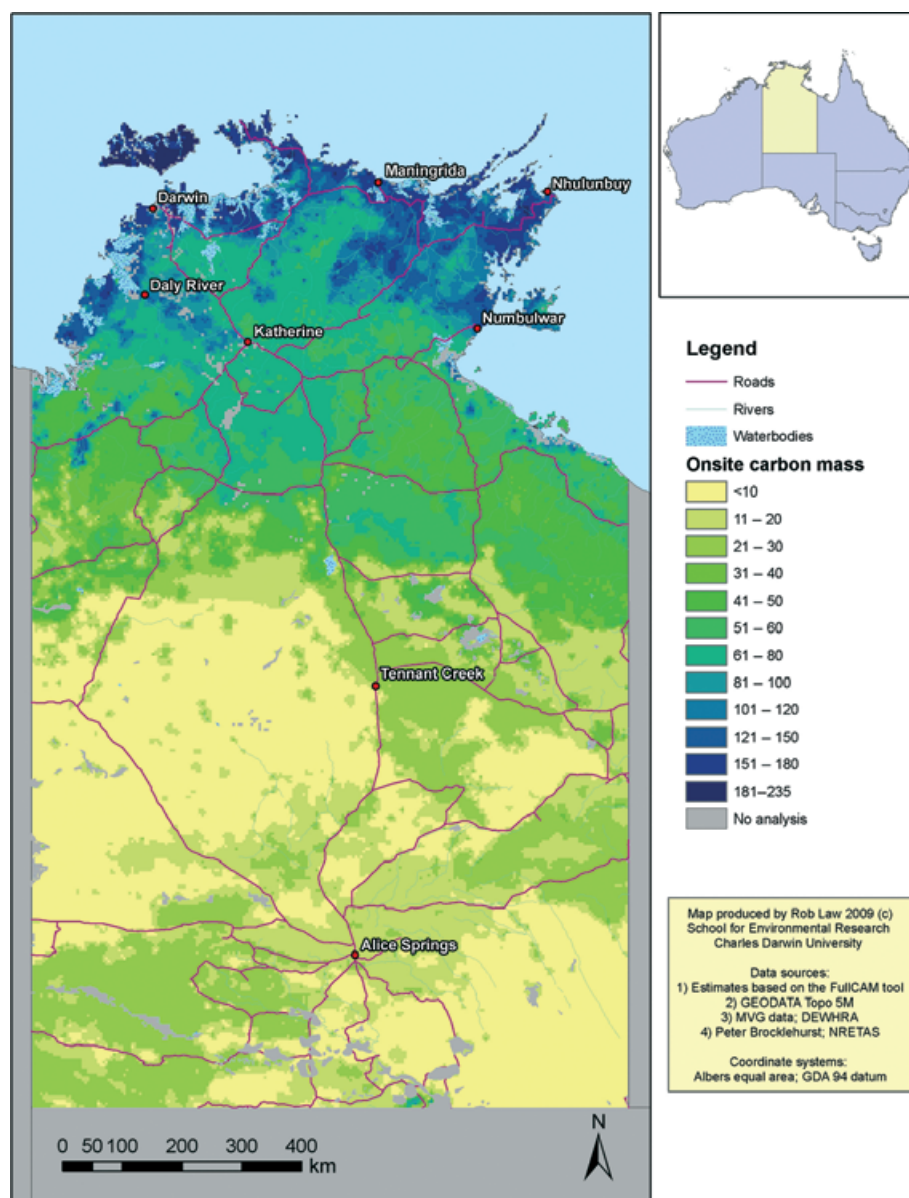 Maningrida
Nhulunbuy
Darwin
Daly River
Numbulwar
Katherine
Tennant Creek
Alice Springs
0 50 100 200 300 400
km
N
Legend
Roads
Rivers
Waterbodies
Onsite carbon mass
<10
11 – 20
21 – 30
31 – 40
41 – 50
51 – 60
61 – 80
81 – 100
101 – 120
121 – 150
151 – 180
181–235
No analysis
Map produced by Rob Law 2009 (c)
School for Environmental Research
Charles Darwin University
Data sources:
1) Estimates based on the FullCAM tool
2) GEODATA Topo 5M
3) MVG data; DEWHRA
4) Peter Brocklehurst; NRETAS
Coordinate systems:
Albers equal area; GDA 94 datum